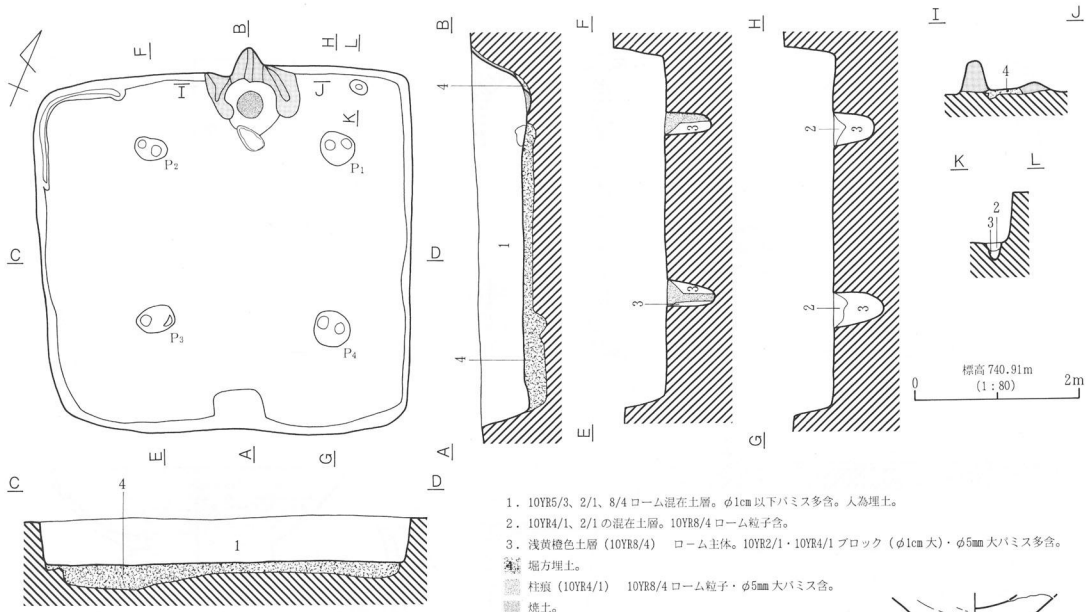 B
F
H
L
I
J
K
P2
P1
C
D
P3
P4
E
A
G
C
D
4
1
B
4
1
4
A
F
3
3
3
E
H
2
3
2
3
G
I
J
4
K
L
2
3
標高 740.91m
(1:80)
0
2m
1. 10YR5/3、2/1、8/4 ローム混在土層。φ1cm 以下パミス多含。人為埋土。
2. 10YR4/1、2/1 の混在土層。10YR8/4 ローム粒子含。
3. 浅黄橙色土層 (10YR8/4) ローム主体。10YR2/1・10YR4/1 ブロック (φ1cm 大)・φ5mm 大パミス多含。
4. 堀方埋土。
柱痕 (10YR4/1) 10YR8/4 ローム粒子・φ5mm 大パミス含。
焼土。